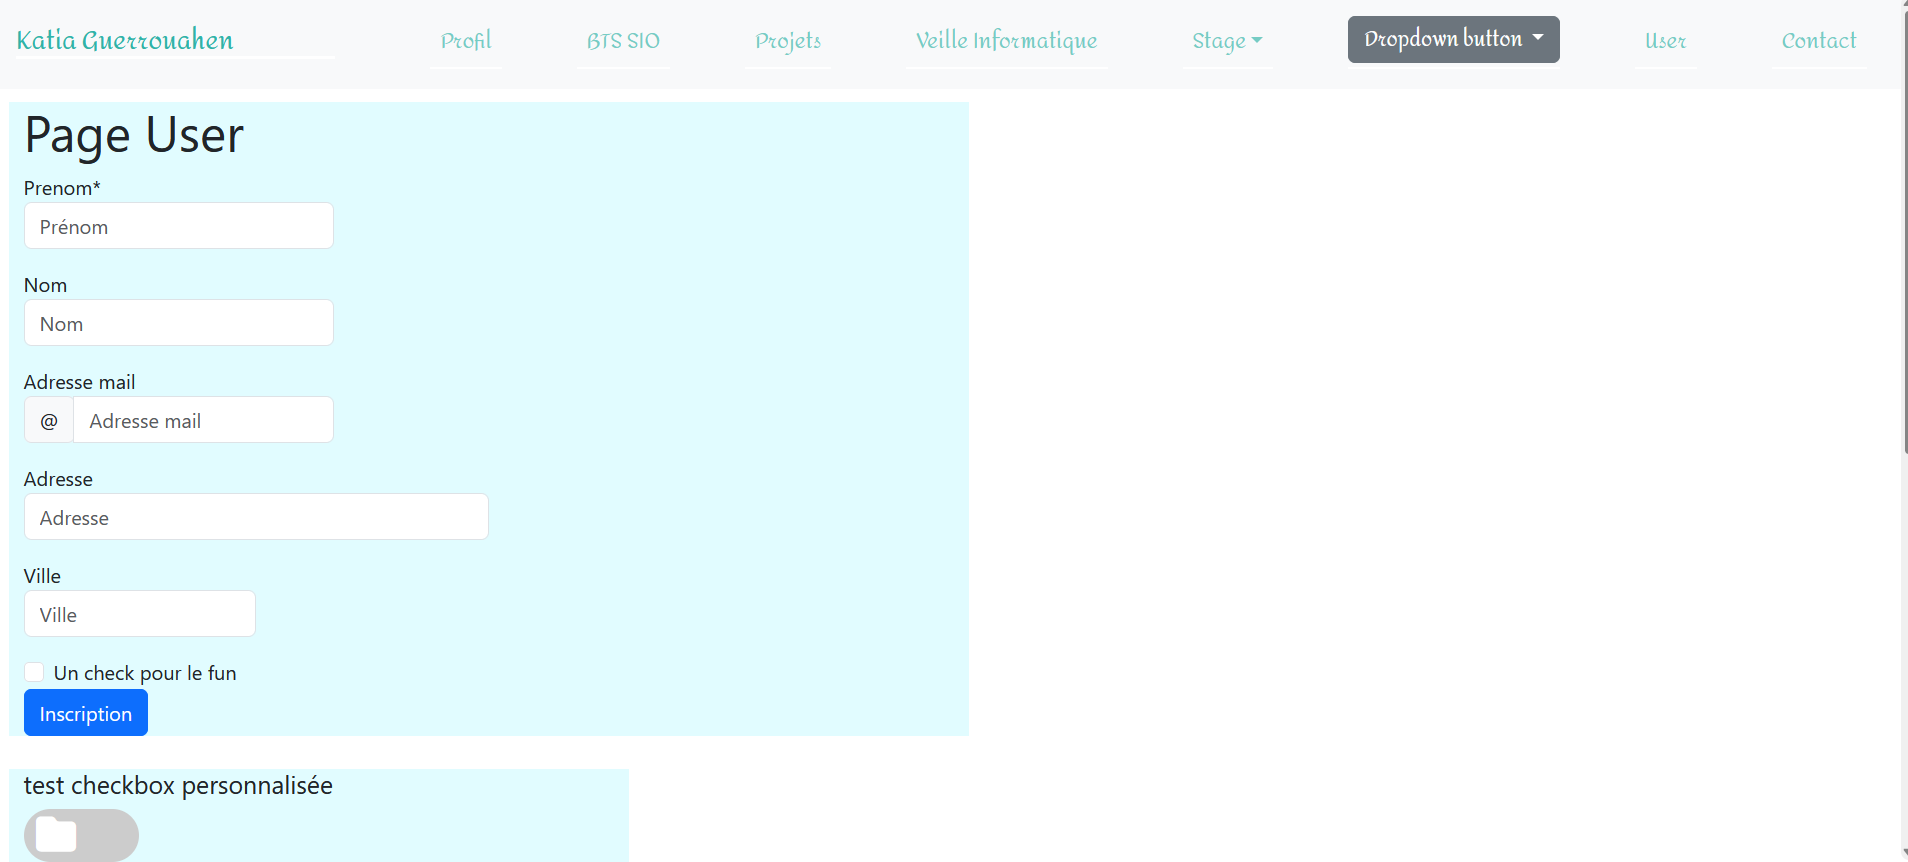 Katia Guerrouahen Profil BTS SIO Projets Veille Informatique Stage Dropdown button User Contact
Page User
Prenom*
Prénom
Nom
Nom
Adresse mail
@ Adresse mail
Adresse
Adresse
Ville
Ville
Un check pour le fun
Inscription
test checkbox personnalisée